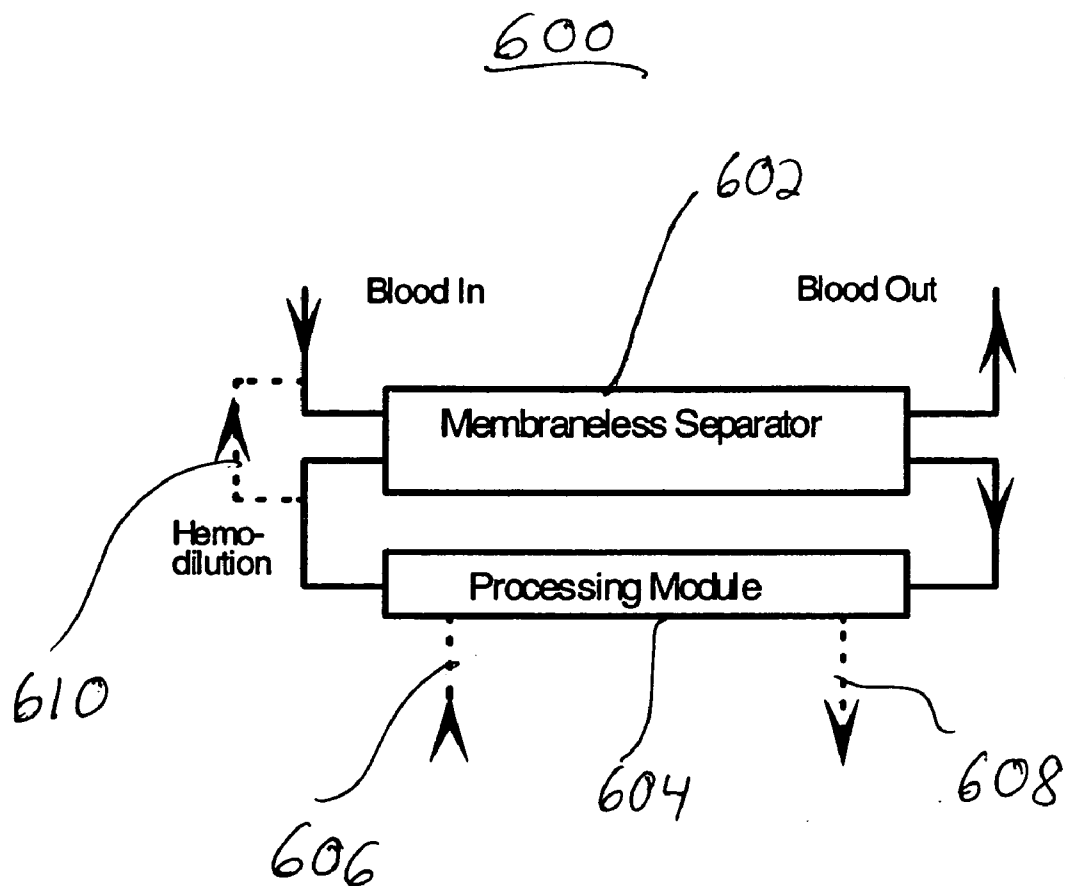 600
602
Blood In
Blood Out
Membraneless Separator
Hemo-
dilution
Processing Module
610
606
604
608